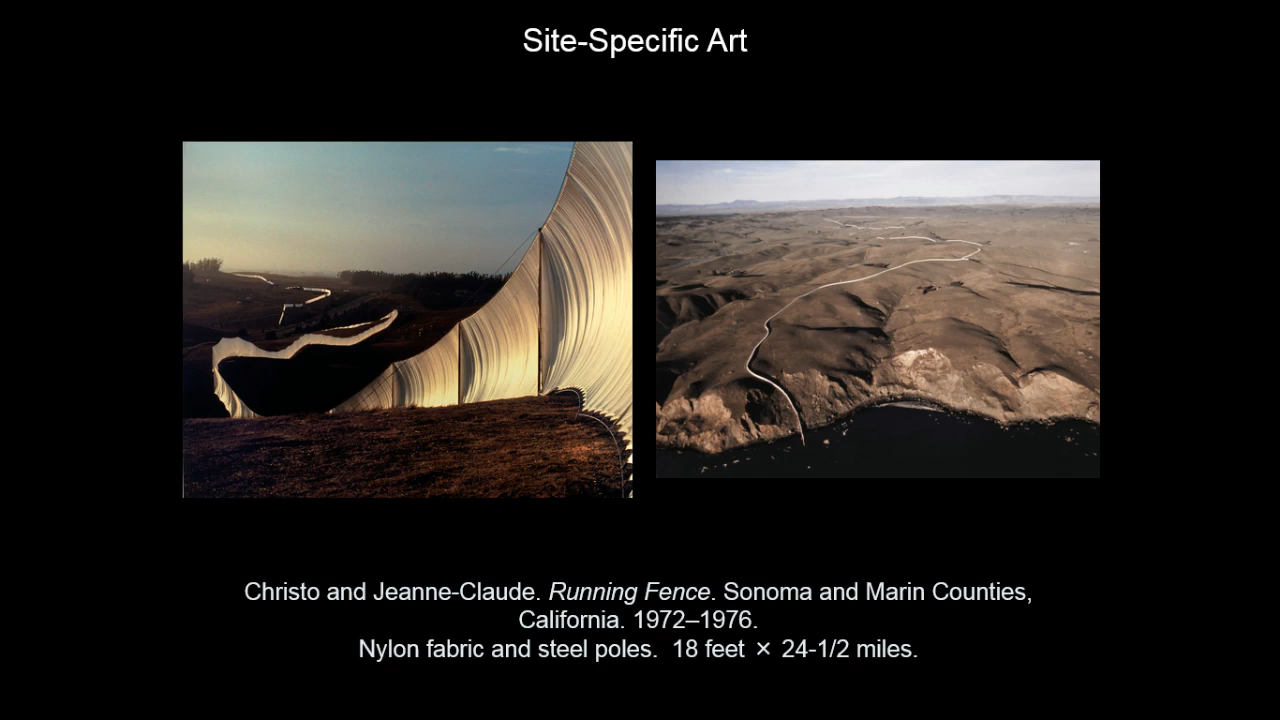 Site-Specific Art
Christo and Jeanne-Claude. Running Fence. Sonoma and Marin Counties,
California. 1972–1976.
Nylon fabric and steel poles.  18 feet × 24-1/2 miles.